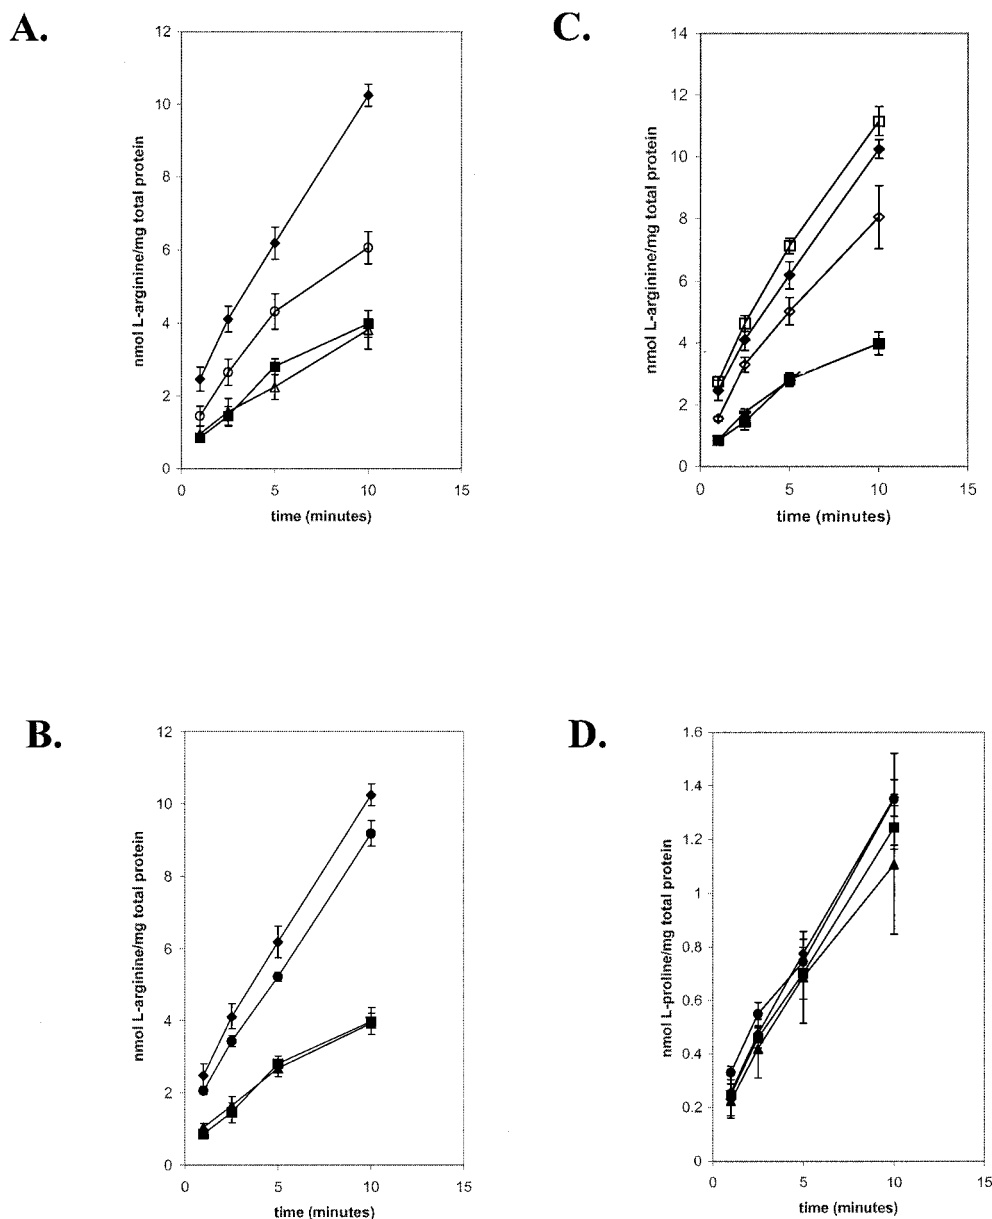 A.
12
10
8
6
4
2
0
nmol L-arginine/mg total protein
0 5 10 15
time (minutes)
C.
14
12
10
8
6
4
2
0
nmol L-arginine/mg total protein
0 5 10 15
time (minutes)
B.
12
10
8
6
4
2
0
nmol L-arginine/mg total protein
0 5 10 15
time (minutes)
D.
1.6
1.4
1.2
1
0.8
0.6
0.4
0.2
0
nmol L-proline/mg total protein
0 5 10 15
time (minutes)